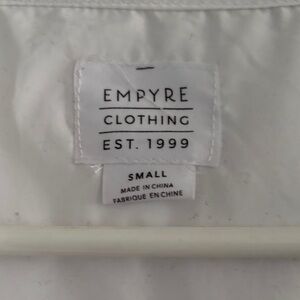 EMPYRE
CLOTHING
EST. 1999
SMALL
MADE IN CHINA
FABRIQUE EN CHINE